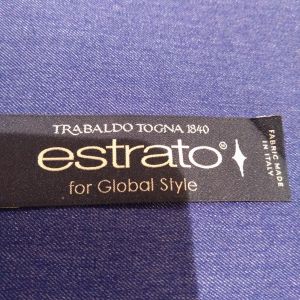 TRABALDO TOGNA 1840
estrato®
for Global Style
FABRIC MADE
IN ITALY